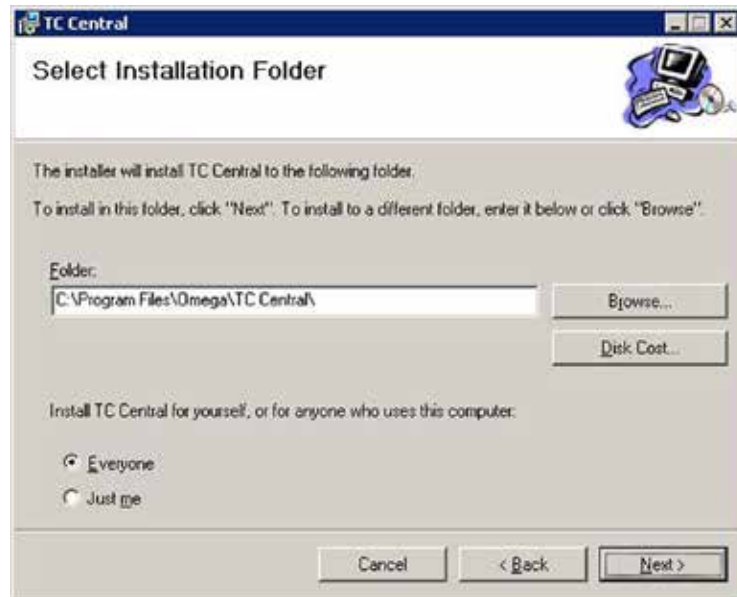 TC Central
Select Installation Folder
The installer will install TC Central to the following folder.
To install in this folder, click "Next". To install to a different folder, enter it below or click "Browse".
Folder:
C:\Program Files\Omega\TC Central\
Browse...
Disk Cost...
Install TC Central for yourself, or for anyone who uses this computer:
Everyone
Just me
Cancel
< Back
Next >